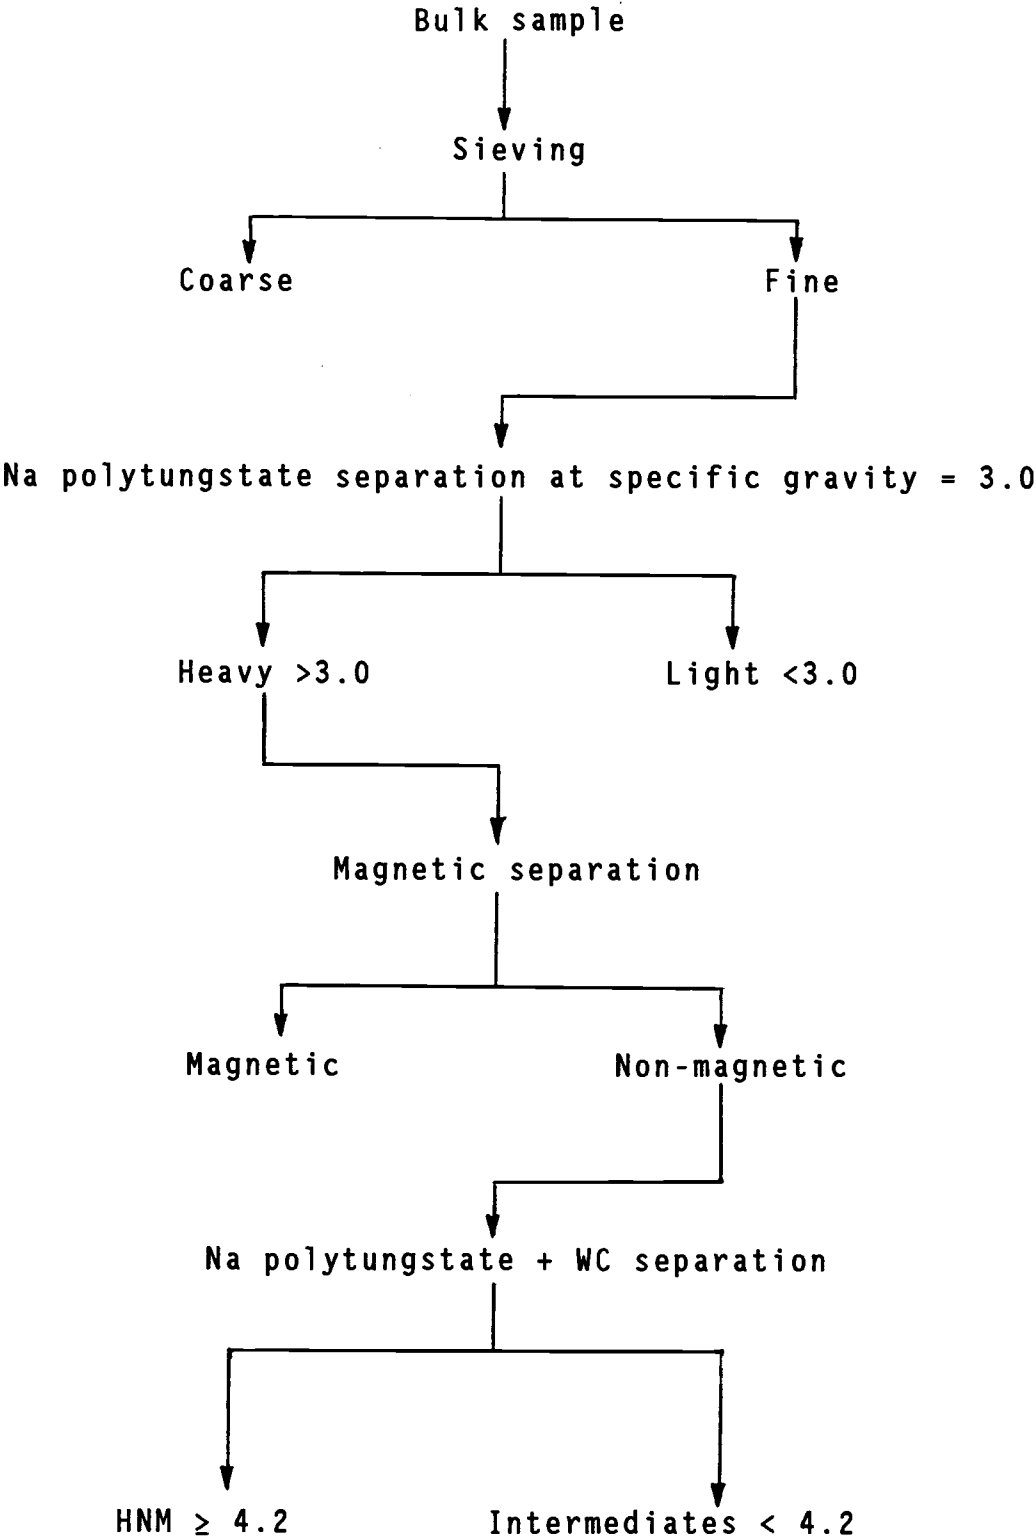 Bulk sample
Sieving
Coarse
Fine
Na polytungstate separation at specific gravity = 3.0
Heavy >3.0
Light <3.0
Magnetic separation
Magnetic
Non-magnetic
Na polytungstate + WC separation
HNM ≥ 4.2
Intermediates < 4.2